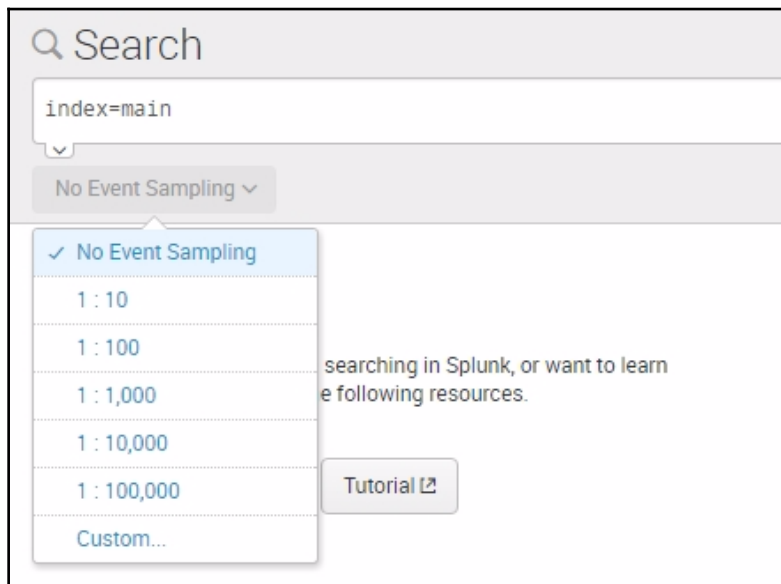 Search
index=main
No Event Sampling
No Event Sampling
1 : 10
1 : 100
searching in Splunk, or want to learn
1 : 1,000
e following resources.
1 : 10,000
1 : 100,000
Tutorial
Custom...